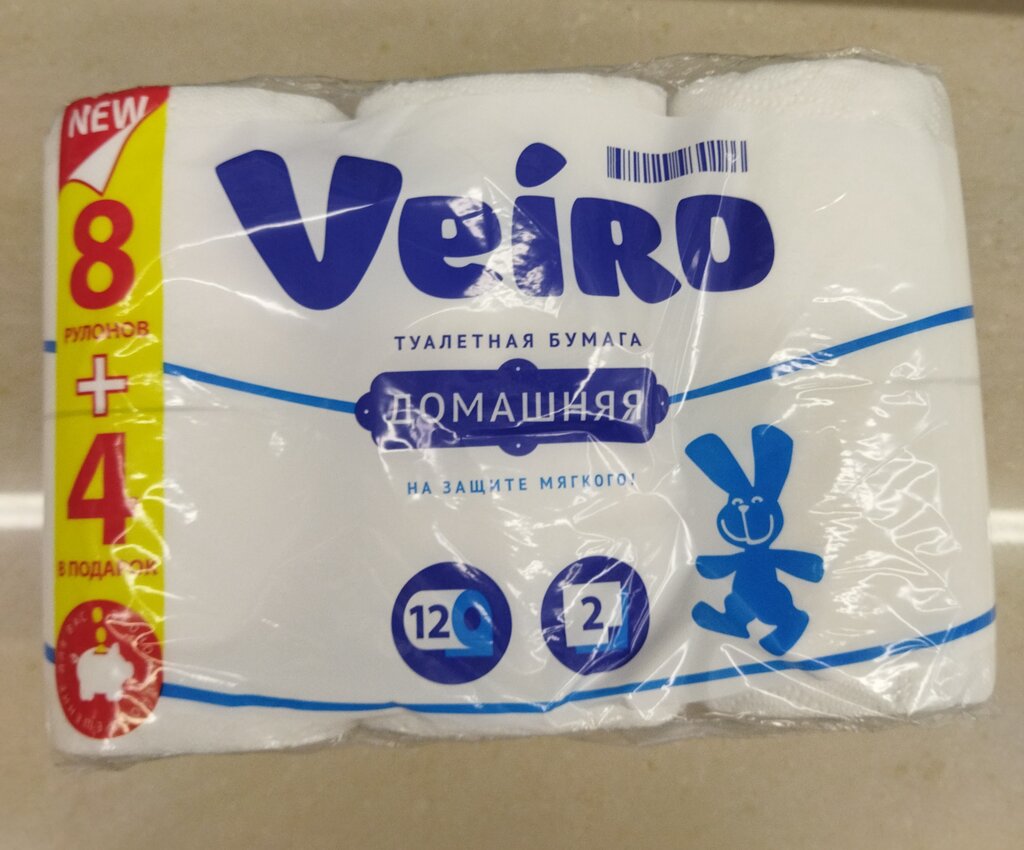 NEW
8
РУЛОНОВ
+
4
В ПОДАРОК
Veiro
ТУАЛЕТНАЯ БУМАГА
ДОМАШНЯЯ
НА ЗАЩИТЕ МЯГКОГО!
12
2